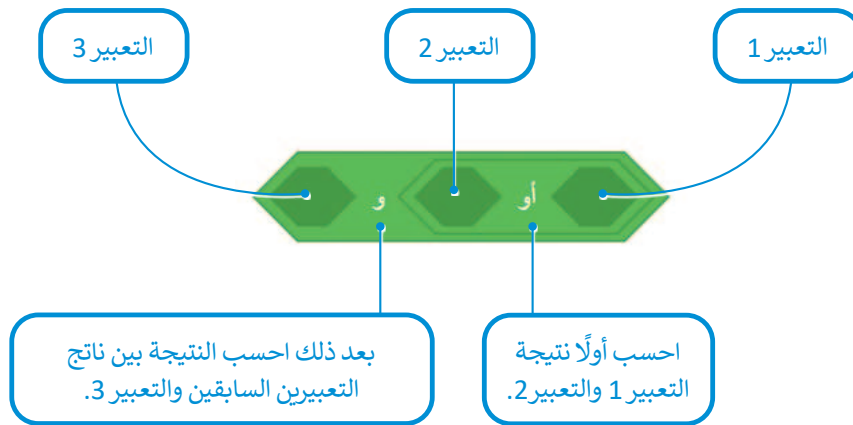 التعبير 1
التعبير 2
التعبير 3
أو
و
احسب أولًا نتيجة
التعبير 1 والتعبير2.
بعد ذلك احسب النتيجة بين ناتج
التعبيرين السابقين والتعبير 3.